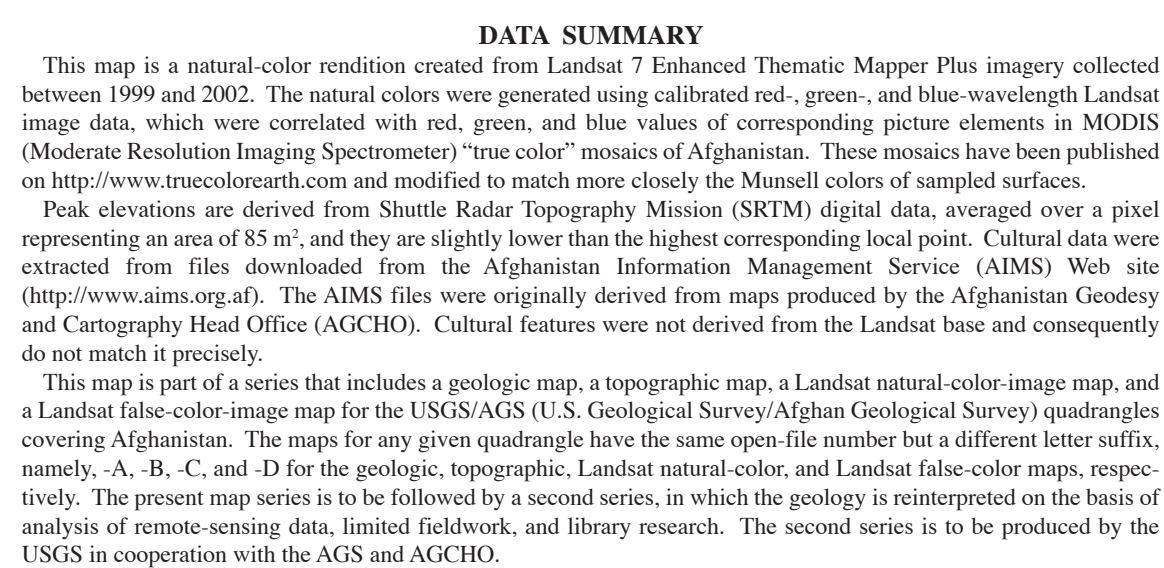 DATA SUMMARY
This map is a natural-color rendition created from Landsat 7 Enhanced Thematic Mapper Plus imagery collected
between 1999 and 2002. The natural colors were generated using calibrated red-, green-, and blue-wavelength Landsat
image data, which were correlated with red, green, and blue values of corresponding picture elements in MODIS
(Moderate Resolution Imaging Spectrometer) “true color” mosaics of Afghanistan. These mosaics have been published
on http://www.truecolorearth.com and modified to match more closely the Munsell colors of sampled surfaces.
Peak elevations are derived from Shuttle Radar Topography Mission (SRTM) digital data, averaged over a pixel
representing an area of 85 m², and they are slightly lower than the highest corresponding local point. Cultural data were
extracted from files downloaded from the Afghanistan Information Management Service (AIMS) Web site
(http://www.aims.org.af). The AIMS files were originally derived from maps produced by the Afghanistan Geodesy
and Cartography Head Office (AGCHO). Cultural features were not derived from the Landsat base and consequently
do not match it precisely.
This map is part of a series that includes a geologic map, a topographic map, a Landsat natural-color-image map, and
a Landsat false-color-image map for the USGS/AGS (U.S. Geological Survey/Afghan Geological Survey) quadrangles
covering Afghanistan. The maps for any given quadrangle have the same open-file number but a different letter suffix,
namely, -A, -B, -C, and -D for the geologic, topographic, Landsat natural-color, and Landsat false-color maps, respec-
tively. The present map series is to be followed by a second series, in which the geology is reinterpreted on the basis of
analysis of remote-sensing data, limited fieldwork, and library research. The second series is to be produced by the
USGS in cooperation with the AGS and AGCHO.